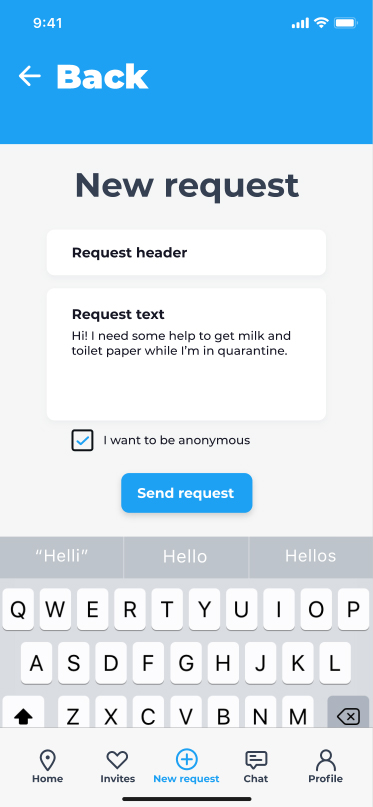 9:41
Back
New request
Request header
Request text
Hi! I need some help to get milk and
toilet paper while I'm in quarantine.
I want to be anonymous
Send request
“Helli” Hello Hellos
Q W E R T Y U I O P
A S D F G H J K L
Z X C V B N M
Home Invites New request Chat Profile